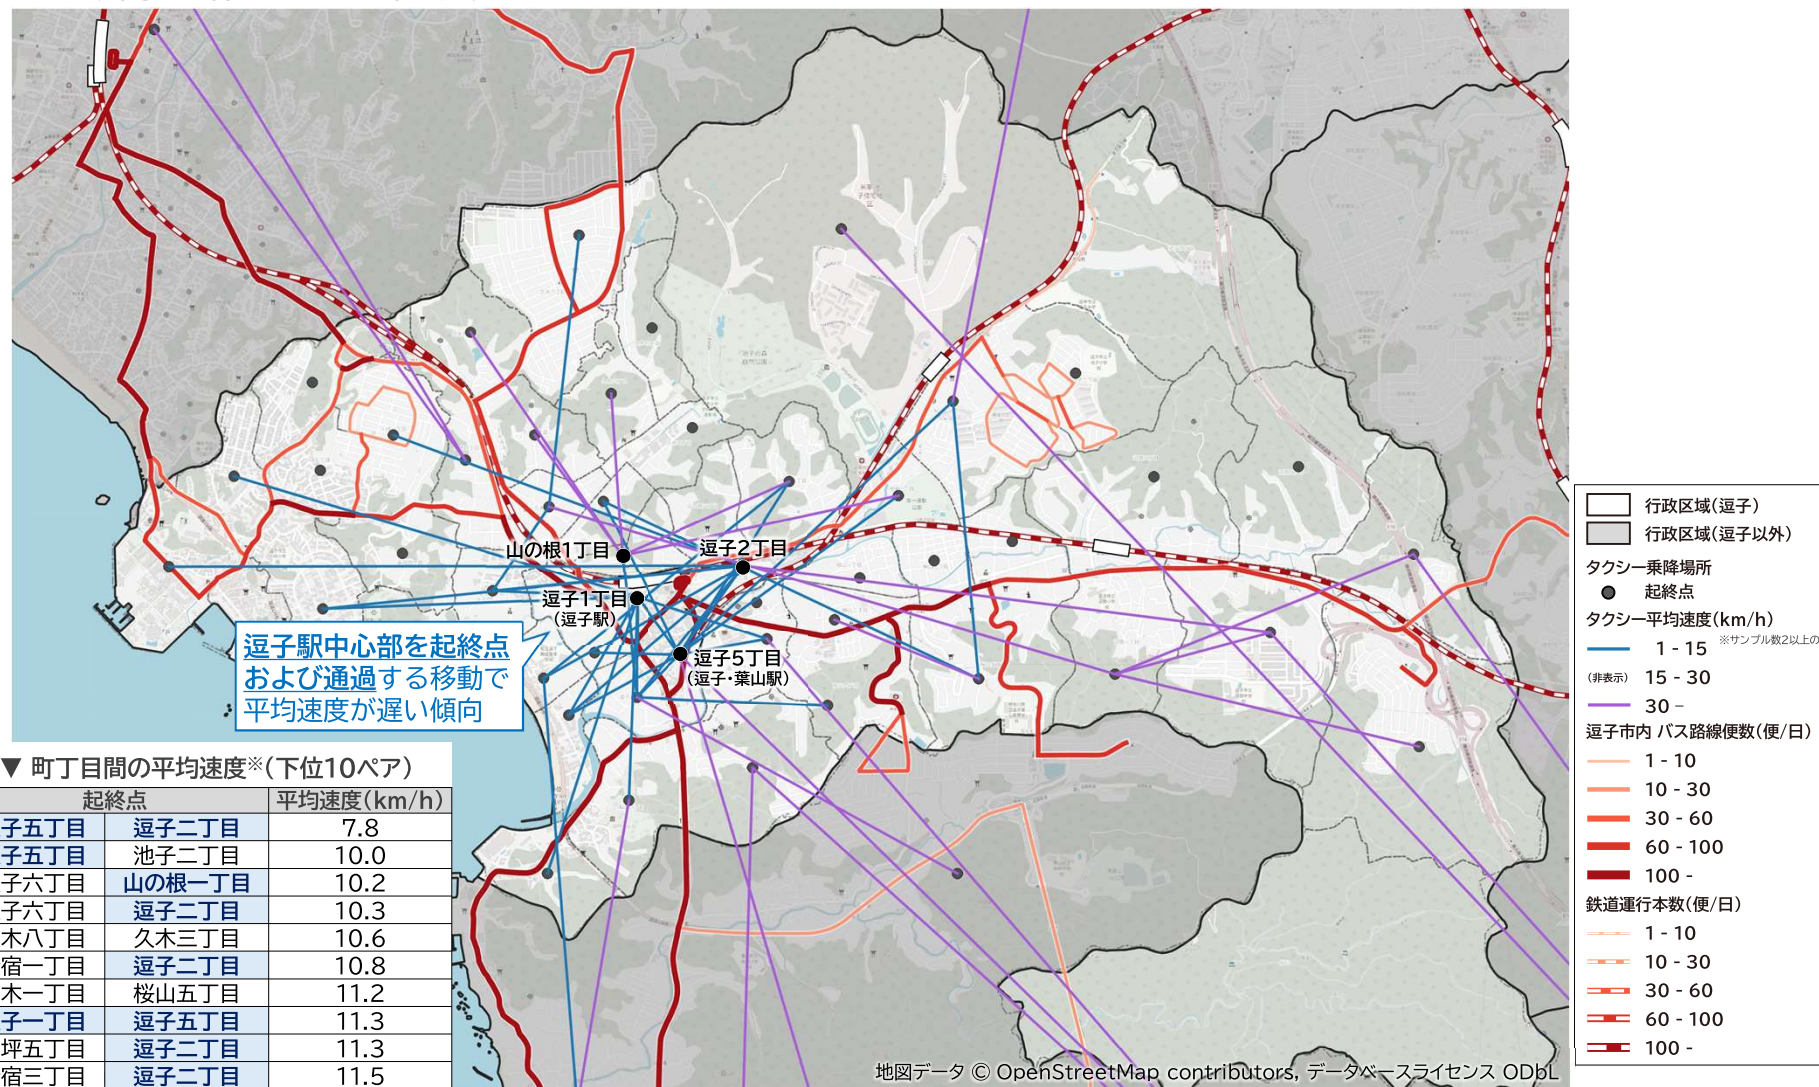 山の根1丁目
逗子2丁目
逗子1丁目
(逗子駅)
逗子5丁目
(逗子・葉山駅)
逗子駅中心部を起終点
および通過する移動で
平均速度が遅い傾向
▼ 町丁目間の平均速度※(下位10ペア)
起終点 平均速度(km/h)
子五丁目 逗子二丁目 7.8
子五丁目 池子二丁目 10.0
子六丁目 山の根一丁目 10.2
子六丁目 逗子二丁目 10.3
木八丁目 久木三丁目 10.6
宿一丁目 逗子二丁目 10.8
木一丁目 桜山五丁目 11.2
子一丁目 逗子五丁目 11.3
坪五丁目 逗子二丁目 11.3
宿三丁目 逗子二丁目 11.5
行政区域(逗子)
行政区域(逗子以外)
タクシー乗降場所
起終点
タクシー平均速度(km/h)
※サンプル数2以上の
1 - 15
(非表示) 15 - 30
30 -
逗子市内 バス路線便数(便/日)
1 - 10
10 - 30
30 - 60
60 - 100
100 -
鉄道運行本数(便/日)
1 - 10
10 - 30
30 - 60
60 - 100
100 -
地図データ © OpenStreetMap contributors, データベースライセンス ODbL